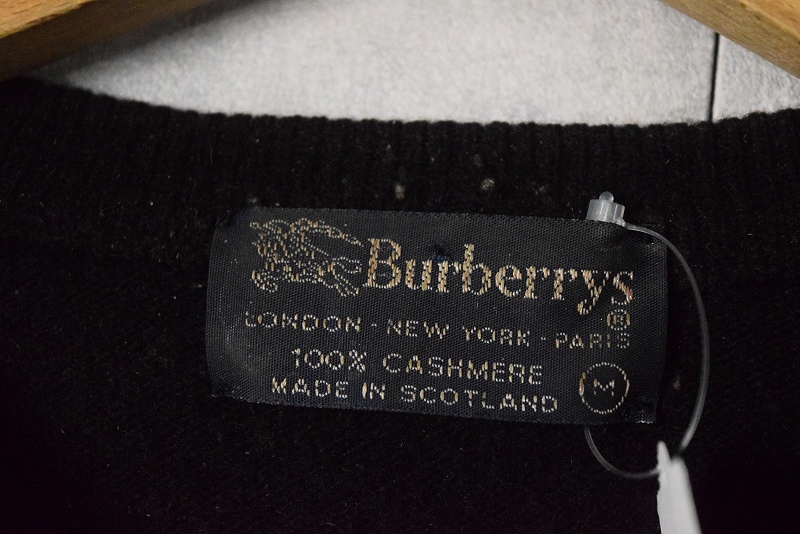 Burberrys®
LONDON - NEW YORK - PARIS
100% CASHMERE
MADE IN SCOTLAND
M